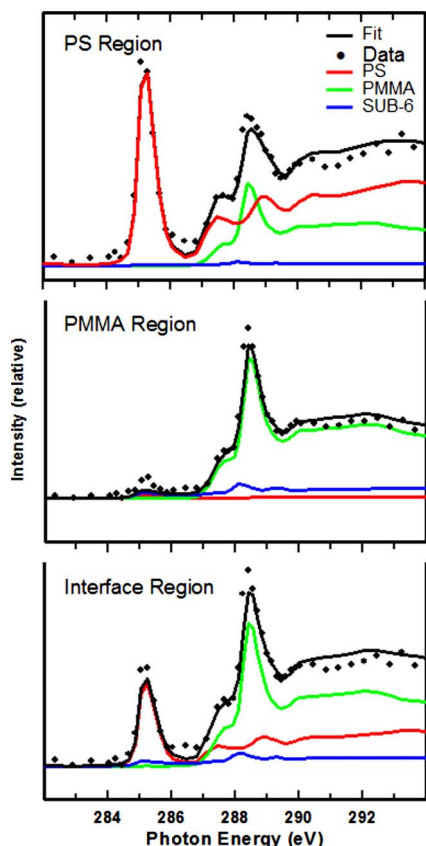 PS Region
Fit
Data
PS
PMMA
SUB-6
PMMA Region
Intensity (relative)
Interface Region
284 286 288 290 292
Photon Energy (eV)